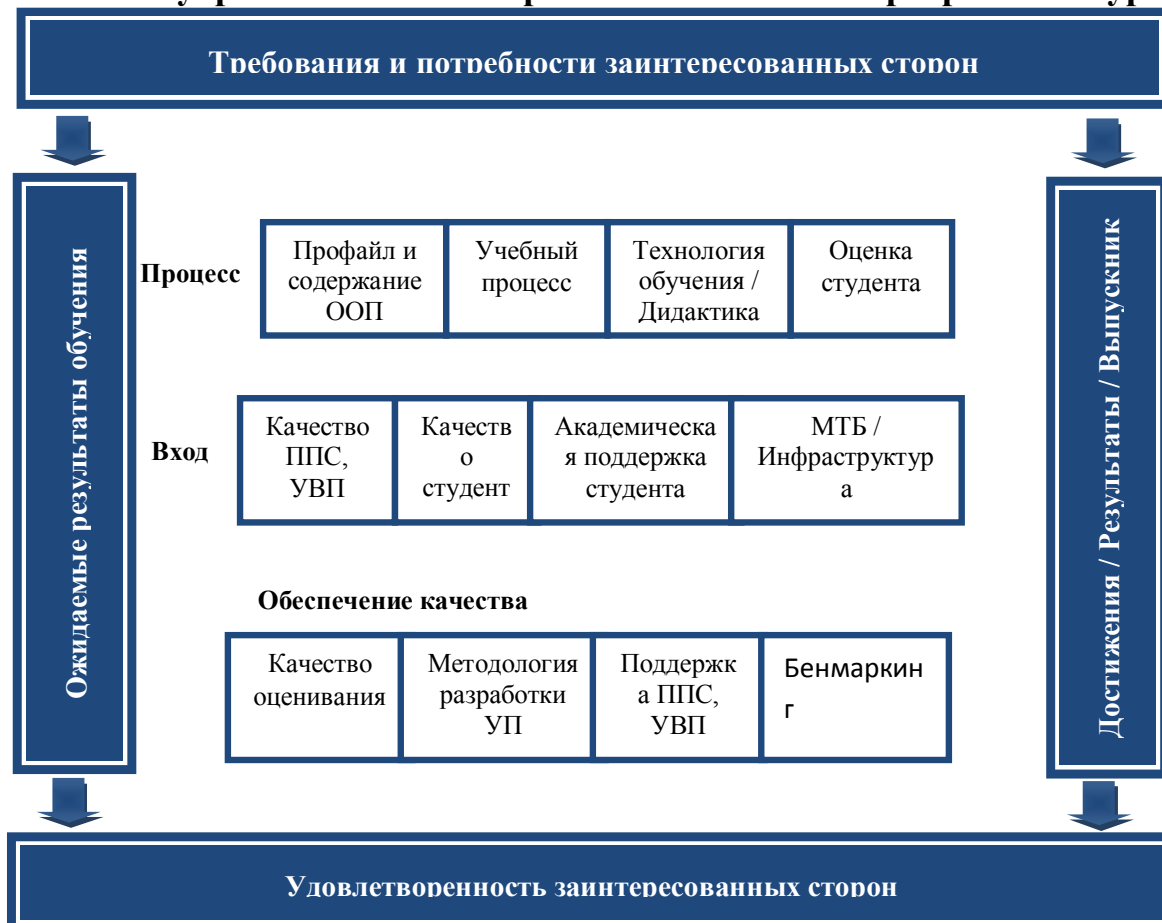 Требования и потребности заинтересованных сторон
Ожидаемые результаты обучения
Процесс
Профайл и
содержание
ООП
Учебный
процесс
Технология
обучения /
Дидактика
Оценка
студента
Вход
Качество
ППС,
УВП
Качеств
о
студент
Академическа
я поддержка
студента
МТБ /
Инфраструктур
а
Обеспечение качества
Качество
оценивания
Методология
разработки
УП
Поддержк
а ППС,
УВП
Бенмаркин
г
Достижения / Результаты / Выпускник
Удовлетворенность заинтересованных сторон